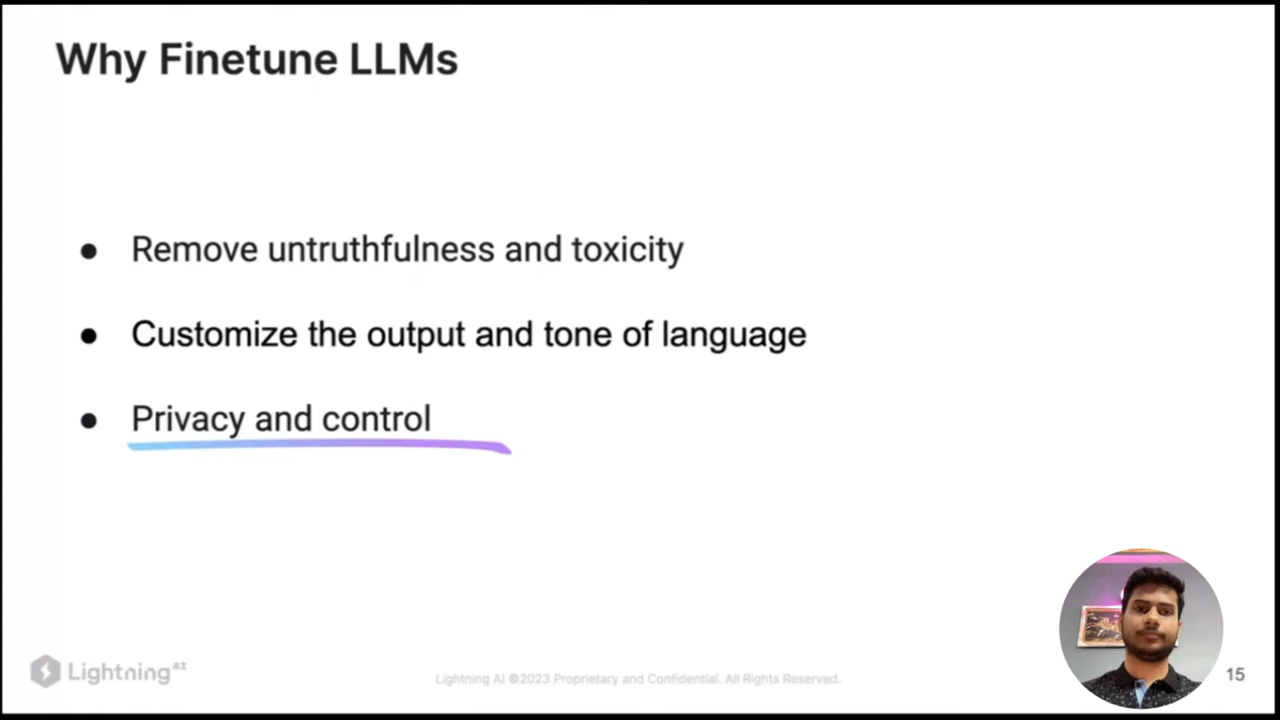 Why Finetune LLMs
● Remove untruthfulness and toxicity
● Customize the output and tone of language
● Privacy and control
Lightning AI
Lightning AI ©2023 Proprietary and Confidential. All Rights Reserved.
15